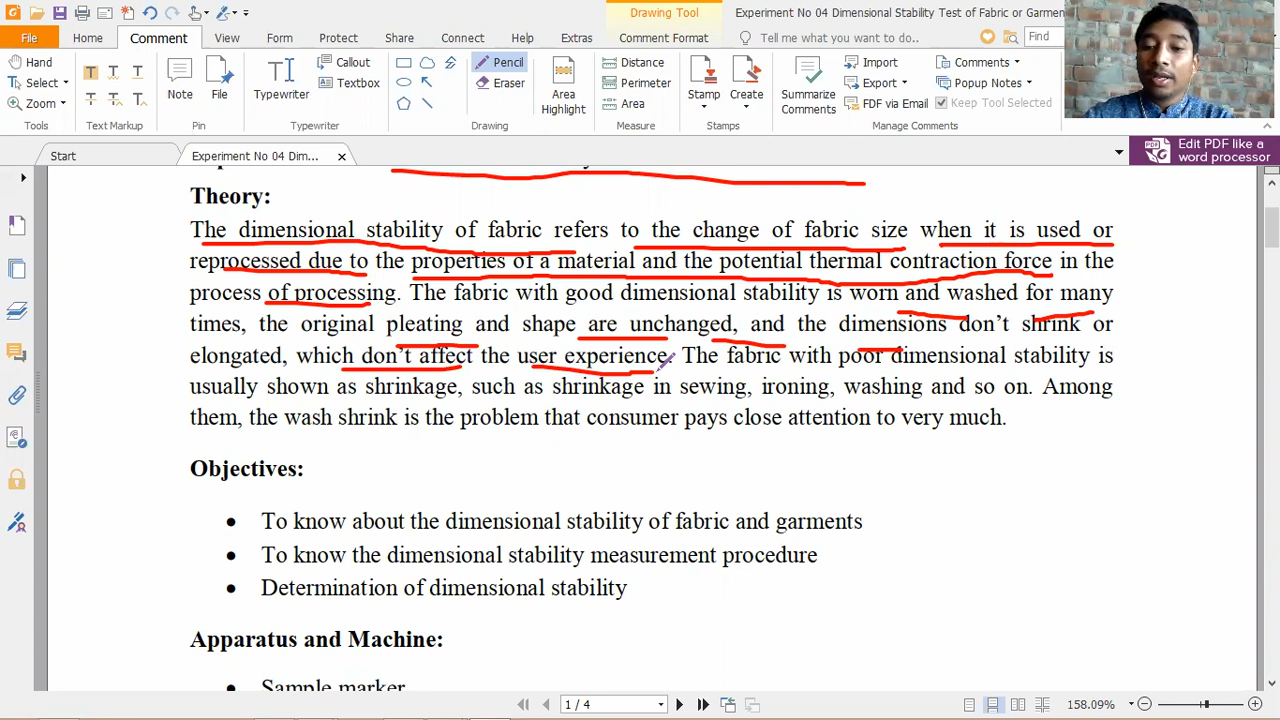 Drawing Tool
Experiment No 04 Dimensional Stability Test of Fabric or Garmen
File Home Comment View Form Protect Share Connect Help Extras Comment Format Tell me what you want to do... Find
Hand
Select
Zoom
Tools
Text Markup
Note
File
Pin
Typewriter
Callout
Textbox
Typewriter
Pencil
Eraser
Drawing
Area Highlight
Distance
Perimeter
Area
Measure
Stamp
Create
Stamps
Summarize Comments
Import
Export
FDF via Email
Comments
Popup Notes
Keep Tool Selected
Manage Comments
Start
Experiment No 04 Dim...
Edit PDF like a
word processor
Theory:
The dimensional stability of fabric refers to the change of fabric size when it is used or
reprocessed due to the properties of a material and the potential thermal contraction force in the
process of processing. The fabric with good dimensional stability is worn and washed for many
times, the original pleating and shape are unchanged, and the dimensions don’t shrink or
elongated, which don’t affect the user experience. The fabric with poor dimensional stability is
usually shown as shrinkage, such as shrinkage in sewing, ironing, washing and so on. Among
them, the wash shrink is the problem that consumer pays close attention to very much.
Objectives:
• To know about the dimensional stability of fabric and garments
• To know the dimensional stability measurement procedure
• Determination of dimensional stability
Apparatus and Machine:
• Sample marker
1 / 4
158.09%